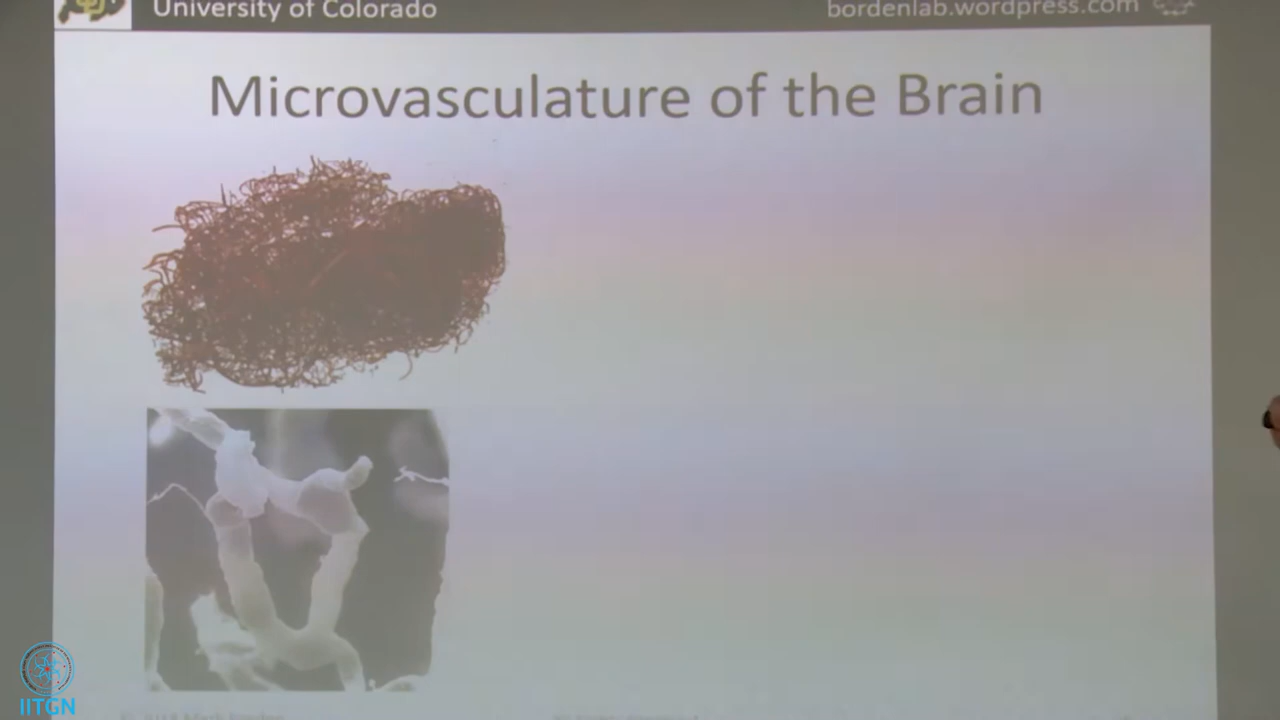 University of Colorado
bordenlab.wordpress.com
Microvasculature of the Brain
IITGN